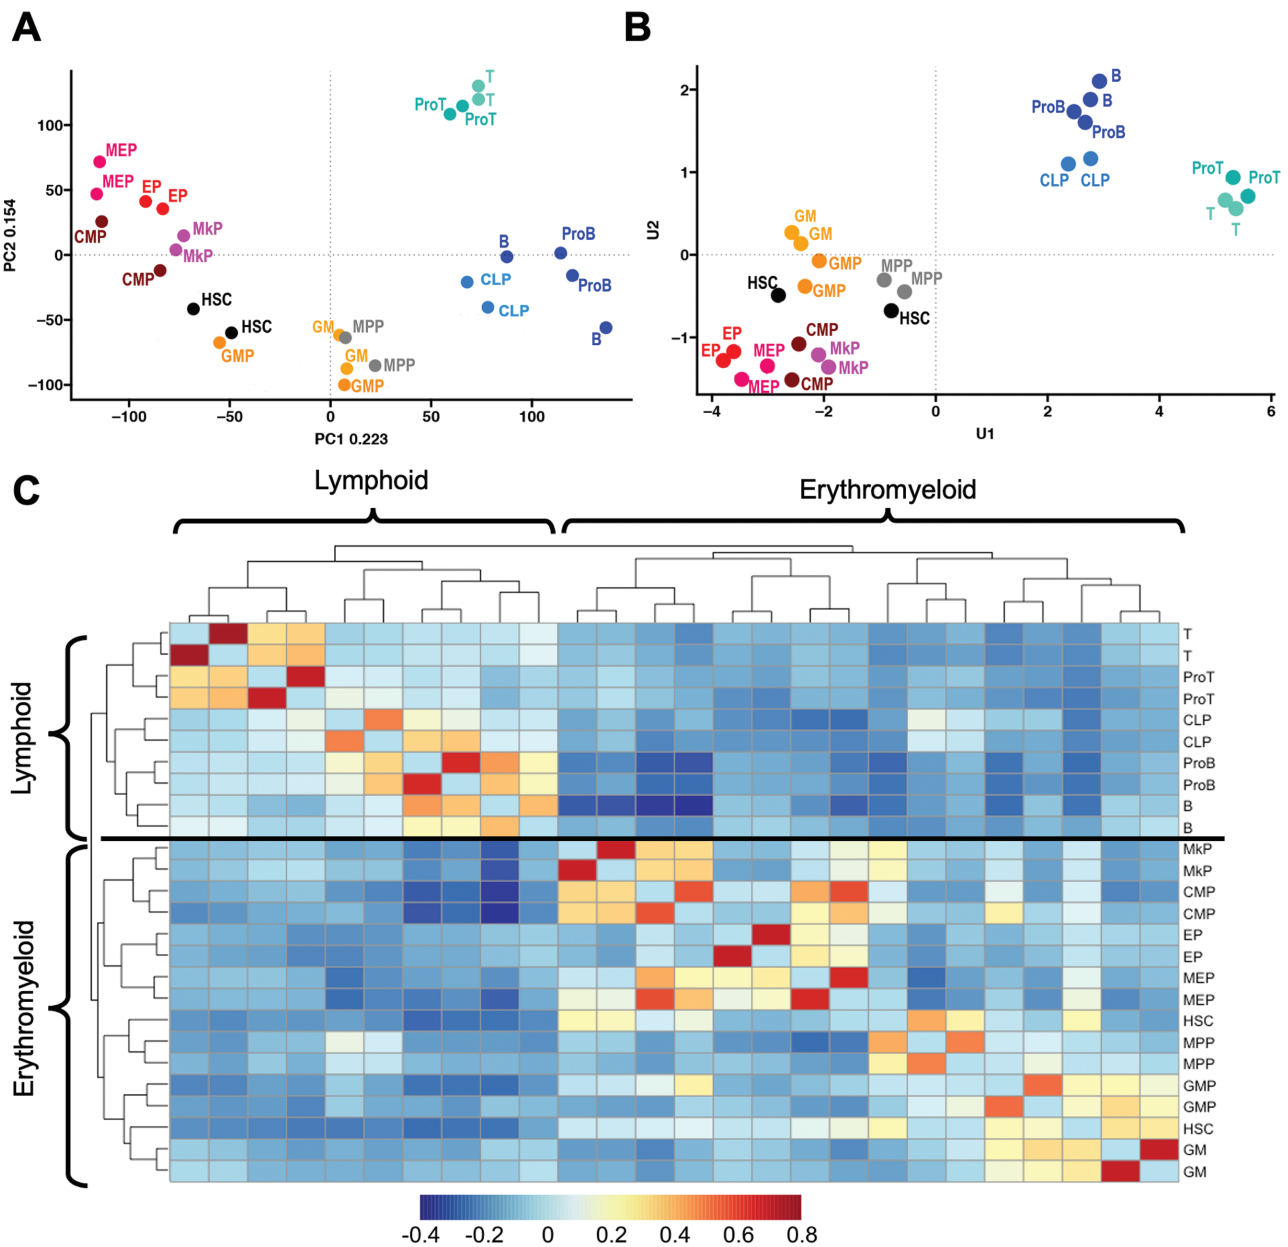 A
B
PC2 0.154
100
50
0
−50
−100
−100
−50
0
50
100
PC1 0.223
T
T
ProT
ProT
MEP
MEP
EP
EP
CMP
MkP
MkP
CMP
HSC
HSC
GMP
GM
MPP
GM
MPP
GMP
B
ProB
CLP
ProB
CLP
B
U2
2
1
0
−1
−4
−2
0
2
4
6
U1
B
B
ProB
ProB
CLP
CLP
ProT
ProT
T
T
GM
GM
GMP
GMP
MPP
MPP
HSC
HSC
CMP
EP
EP
MEP
MEP
MkP
MkP
CMP
C
Lymphoid
Erythromyeloid
Lymphoid
Erythromyeloid
T
T
ProT
ProT
CLP
CLP
ProB
ProB
B
B
MkP
MkP
CMP
CMP
EP
EP
MEP
MEP
HSC
MPP
MPP
GMP
GMP
HSC
GM
GM
-0.4 -0.2 0 0.2 0.4 0.6 0.8